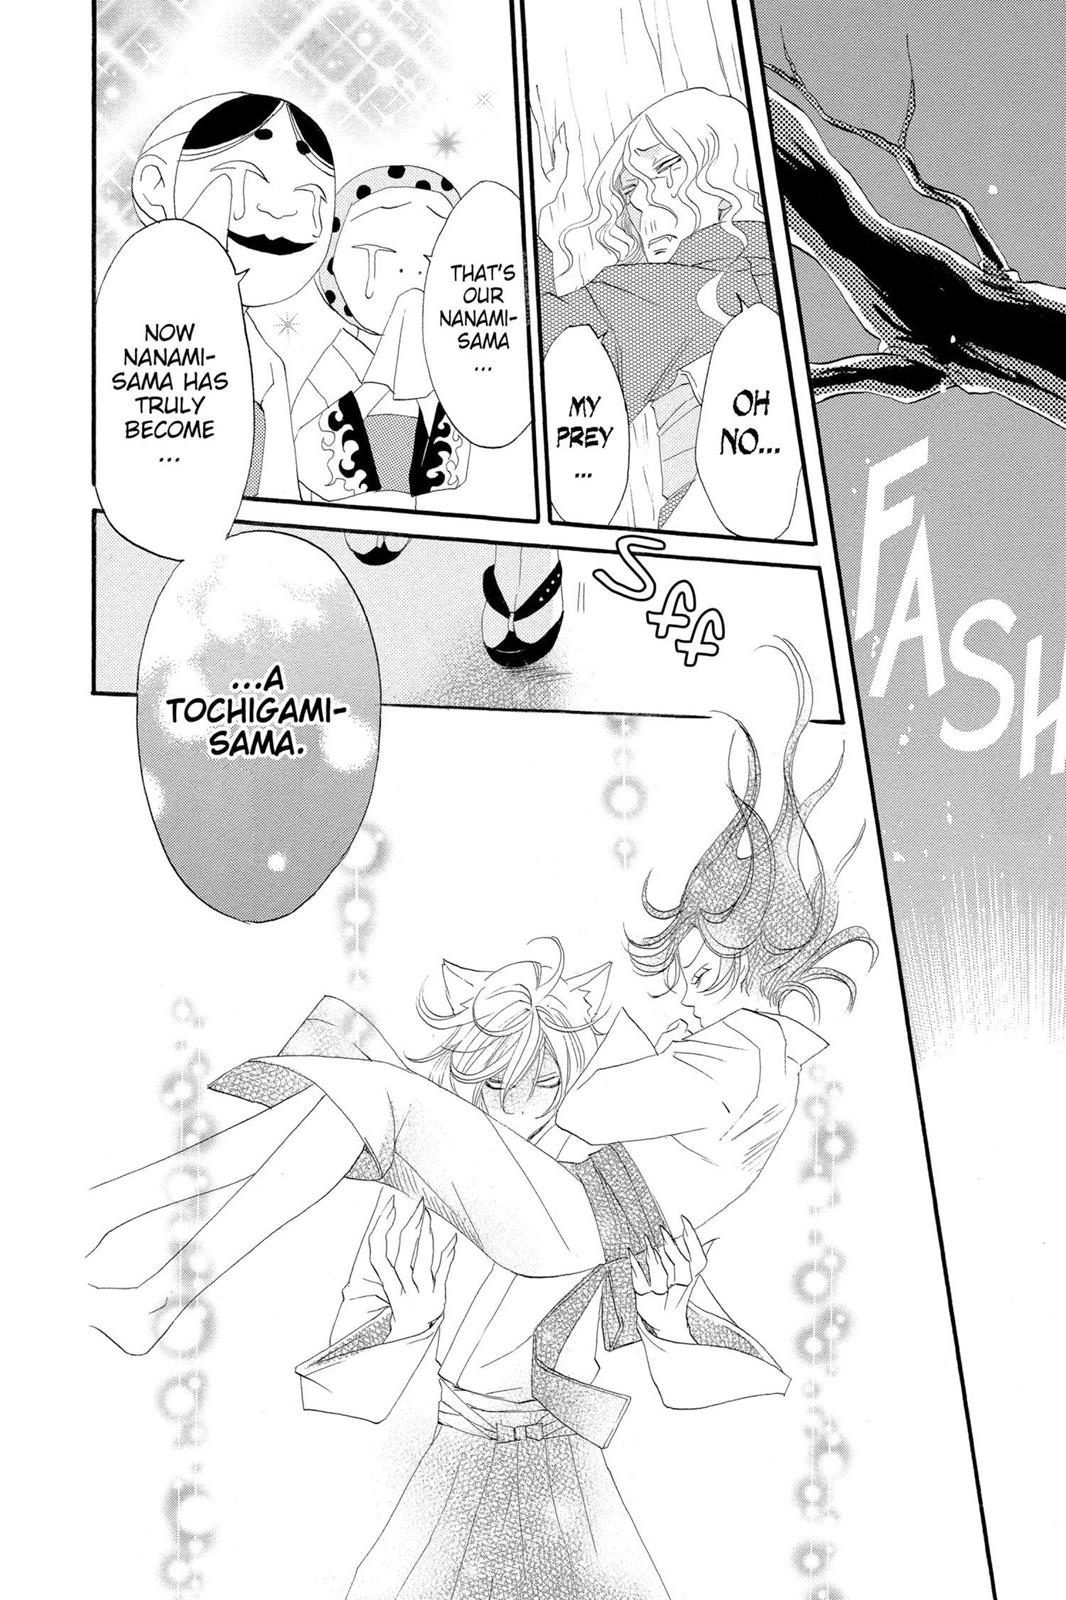 FASH
OH
NO...
MY
PREY
...
THAT'S
OUR
NANAMI-
SAMA
...
NOW
NANAMI-
SAMA HAS
TRULY
BECOME
...
SFF
...A
TOCHIGAMI-
SAMA.